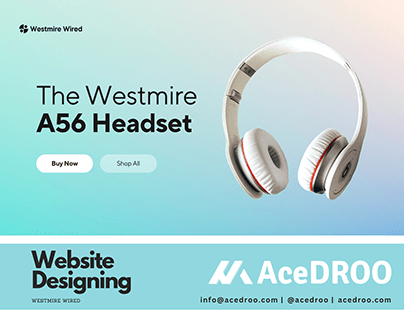 Westmire Wired
The Westmire
A56 Headset
Buy Now
Shop All
Website
Designing
WESTMIRE WIRED
AceDROO
info@acedroo.com | @acedroo | acedroo.com